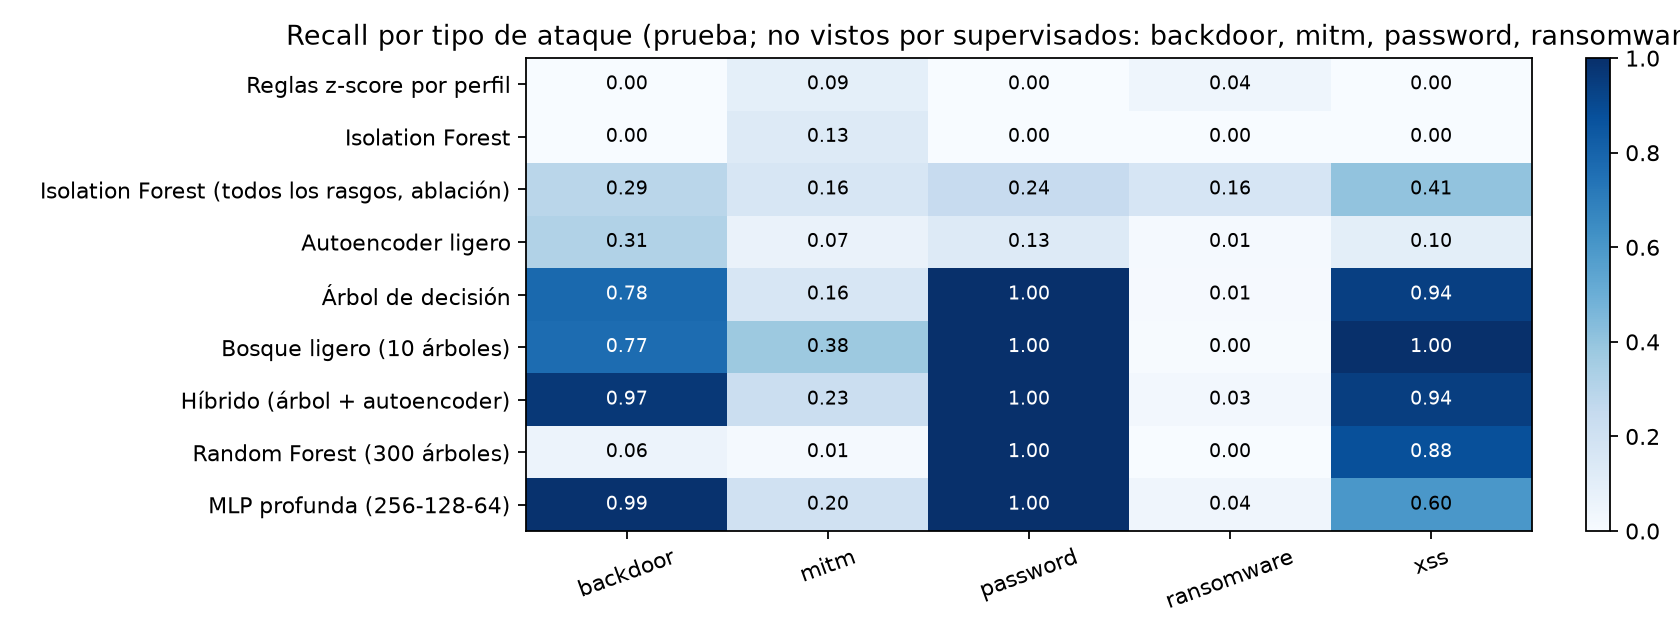 Recall por tipo de ataque (prueba; no vistos por supervisados: backdoor, mitm, password, ransomwar
Reglas z-score por perfil 0.00 0.09 0.00 0.04 0.00
Isolation Forest 0.00 0.13 0.00 0.00 0.00
Isolation Forest (todos los rasgos, ablación) 0.29 0.16 0.24 0.16 0.41
Autoencoder ligero 0.31 0.07 0.13 0.01 0.10
Árbol de decisión 0.78 0.16 1.00 0.01 0.94
Bosque ligero (10 árboles) 0.77 0.38 1.00 0.00 1.00
Híbrido (árbol + autoencoder) 0.97 0.23 1.00 0.03 0.94
Random Forest (300 árboles) 0.06 0.01 1.00 0.00 0.88
MLP profunda (256-128-64) 0.99 0.20 1.00 0.04 0.60
backdoor mitm password ransomware xss
1.0
0.8
0.6
0.4
0.2
0.0